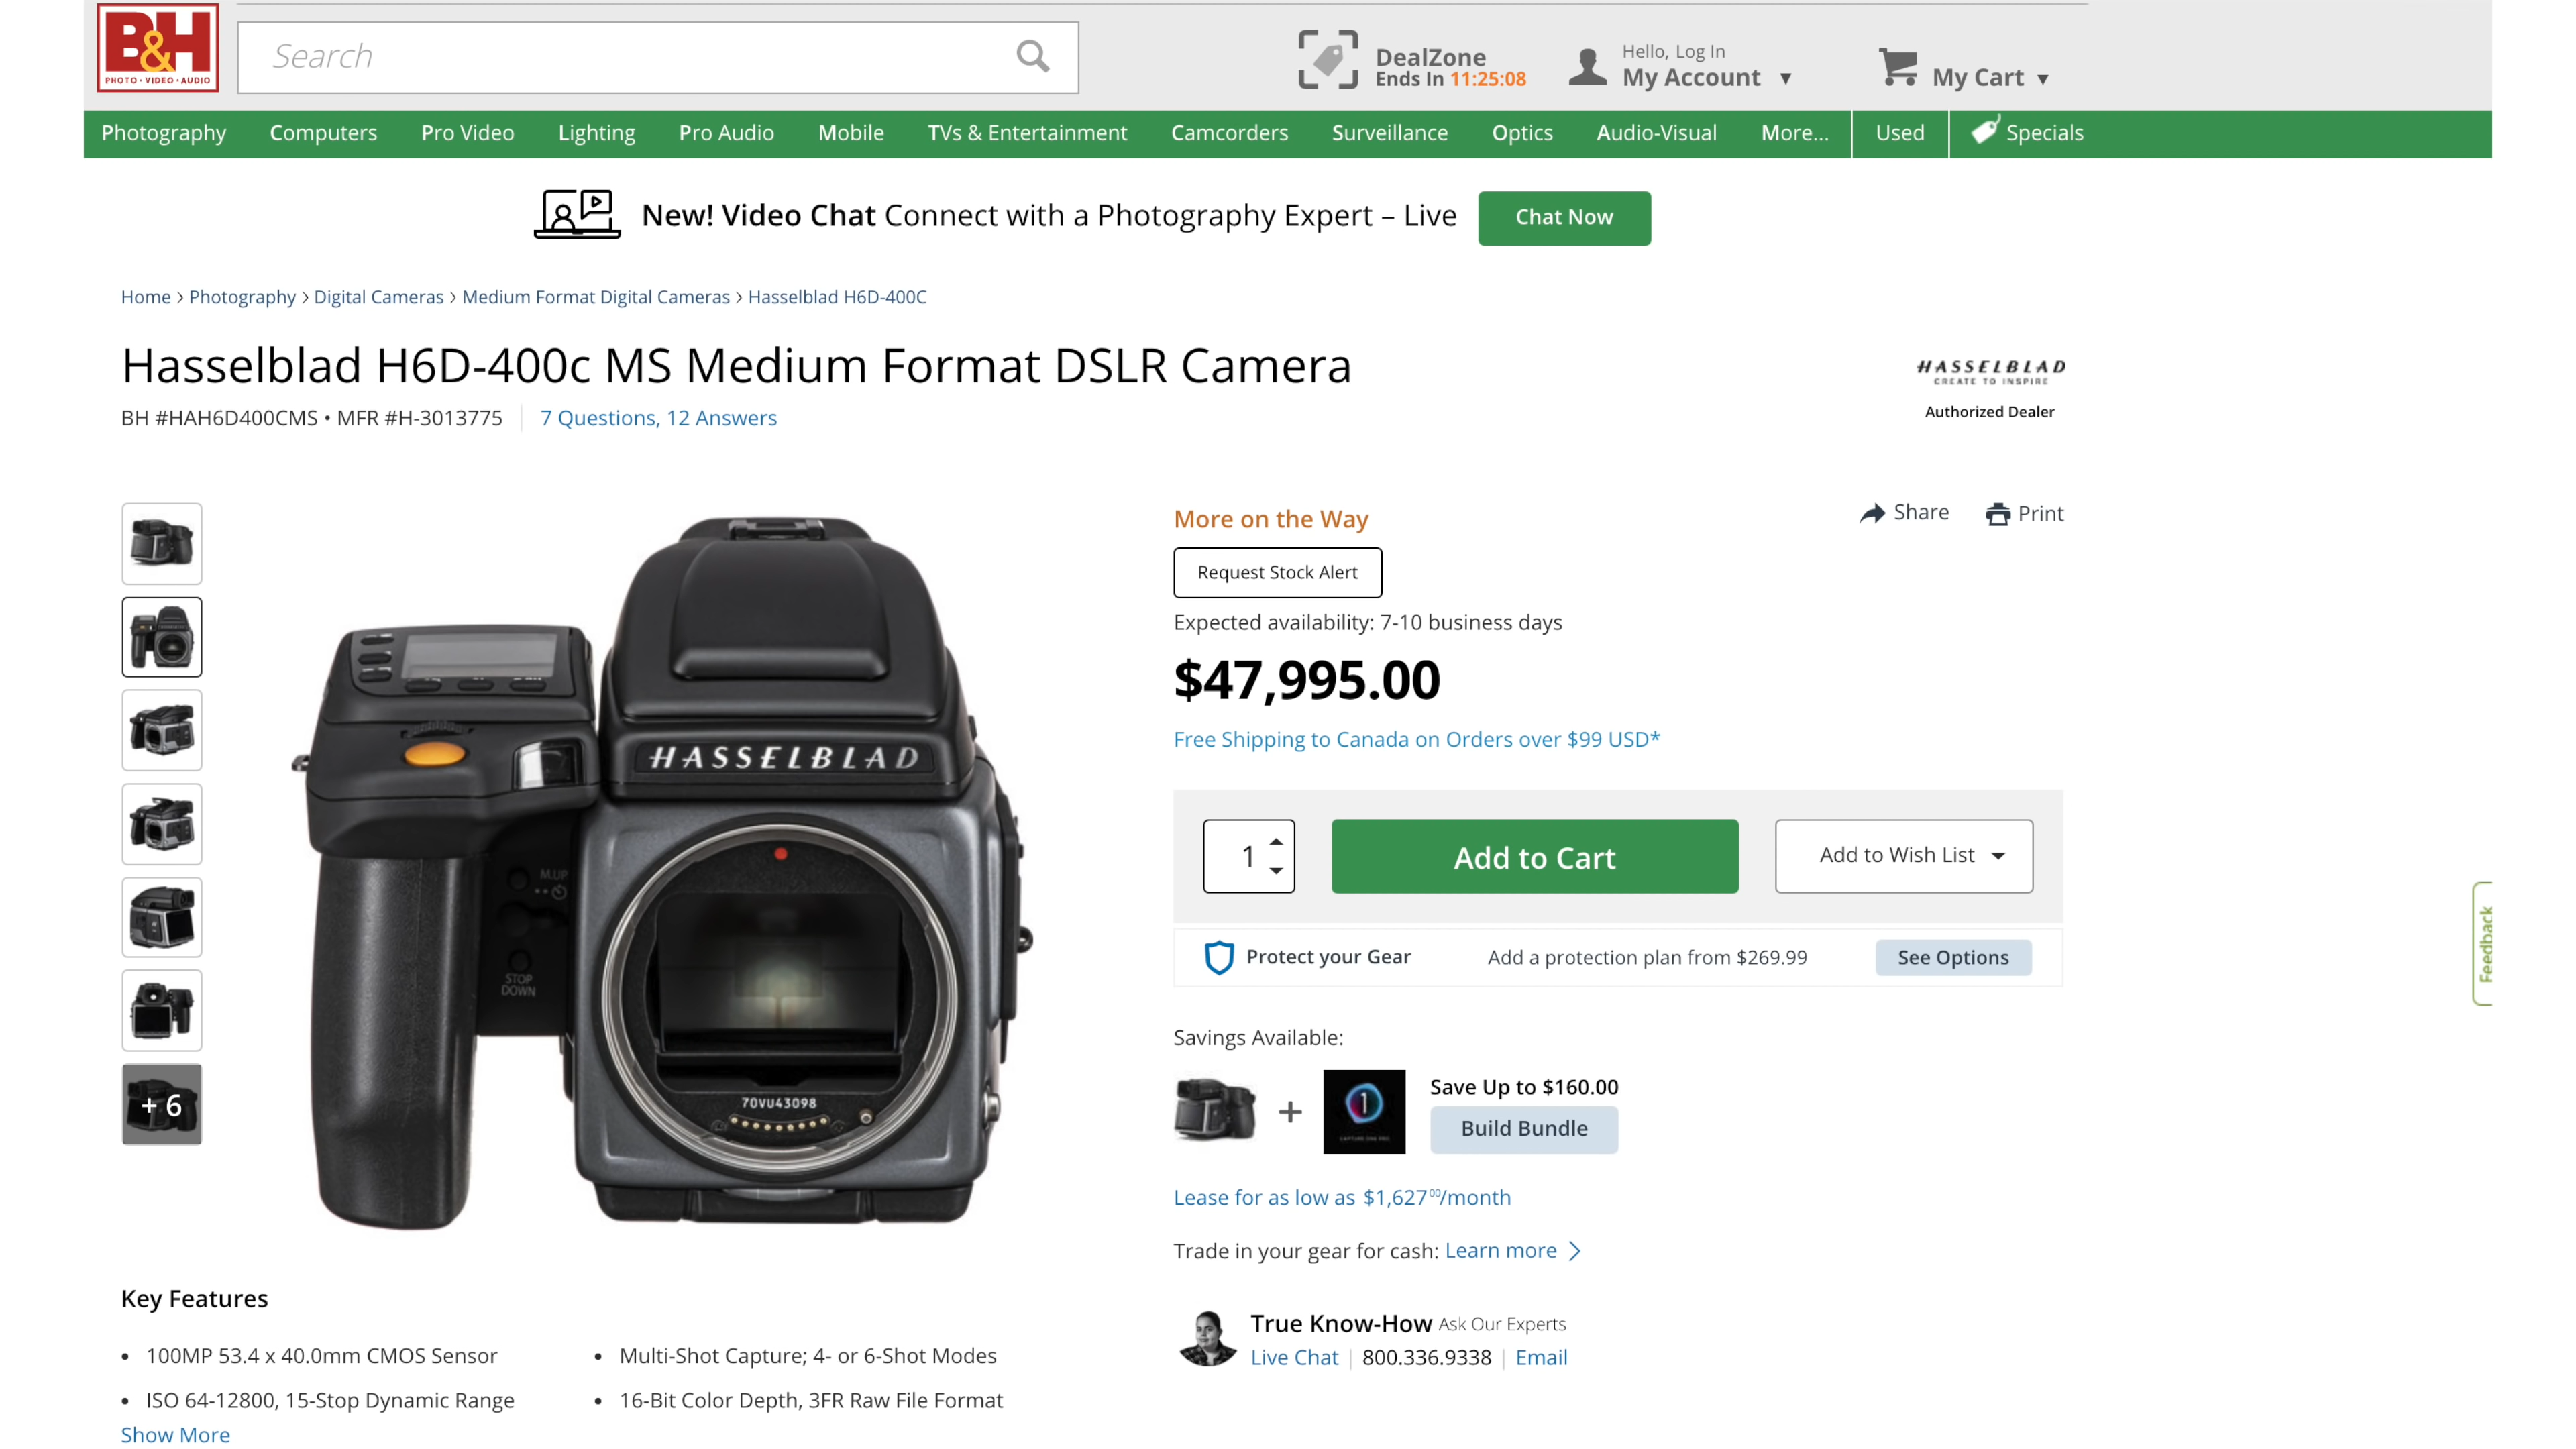 B&H
PHOTO • VIDEO • AUDIO
Search
DealZone
Ends In 11:25:08
Hello, Log In
My Account
My Cart
Photography Computers Pro Video Lighting Pro Audio Mobile TVs & Entertainment Camcorders Surveillance Optics Audio-Visual More... Used Specials
New! Video Chat Connect with a Photography Expert – Live Chat Now
Home > Photography > Digital Cameras > Medium Format Digital Cameras > Hasselblad H6D-400C
Hasselblad H6D-400c MS Medium Format DSLR Camera
HASSELBLAD
CREATE TO INSPIRE
Authorized Dealer
BH #HAH6D400CMS • MFR #H-3013775 7 Questions, 12 Answers
More on the Way
Share Print
Request Stock Alert
Expected availability: 7-10 business days
$47,995.00
Free Shipping to Canada on Orders over $99 USD*
HASSELBLAD
M.UP
STOP
DOWN
70VU43098
+ 6
1 Add to Cart Add to Wish List
Protect your Gear Add a protection plan from $269.99 See Options
Feedback
Savings Available:
+
1
CAPTURE ONE PRO
Save Up to $160.00
Build Bundle
Lease for as low as $1,627⁰⁰/month
Trade in your gear for cash: Learn more >
True Know-How Ask Our Experts
Live Chat | 800.336.9338 | Email
Key Features
• 100MP 53.4 x 40.0mm CMOS Sensor
• ISO 64-12800, 15-Stop Dynamic Range
• Multi-Shot Capture; 4- or 6-Shot Modes
• 16-Bit Color Depth, 3FR Raw File Format
Show More